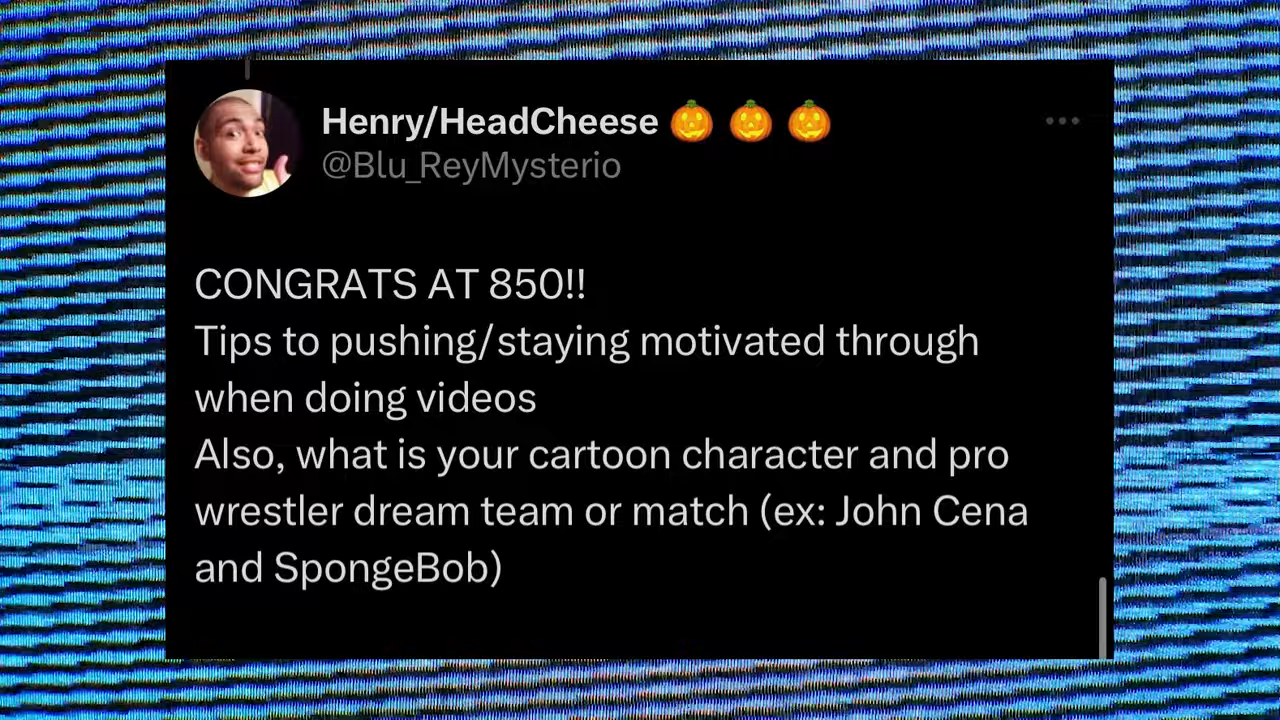 Henry/HeadCheese 🎃 🎃 🎃
@Blu_ReyMysterio
CONGRATS AT 850!!
Tips to pushing/staying motivated through
when doing videos
Also, what is your cartoon character and pro
wrestler dream team or match (ex: John Cena
and SpongeBob)